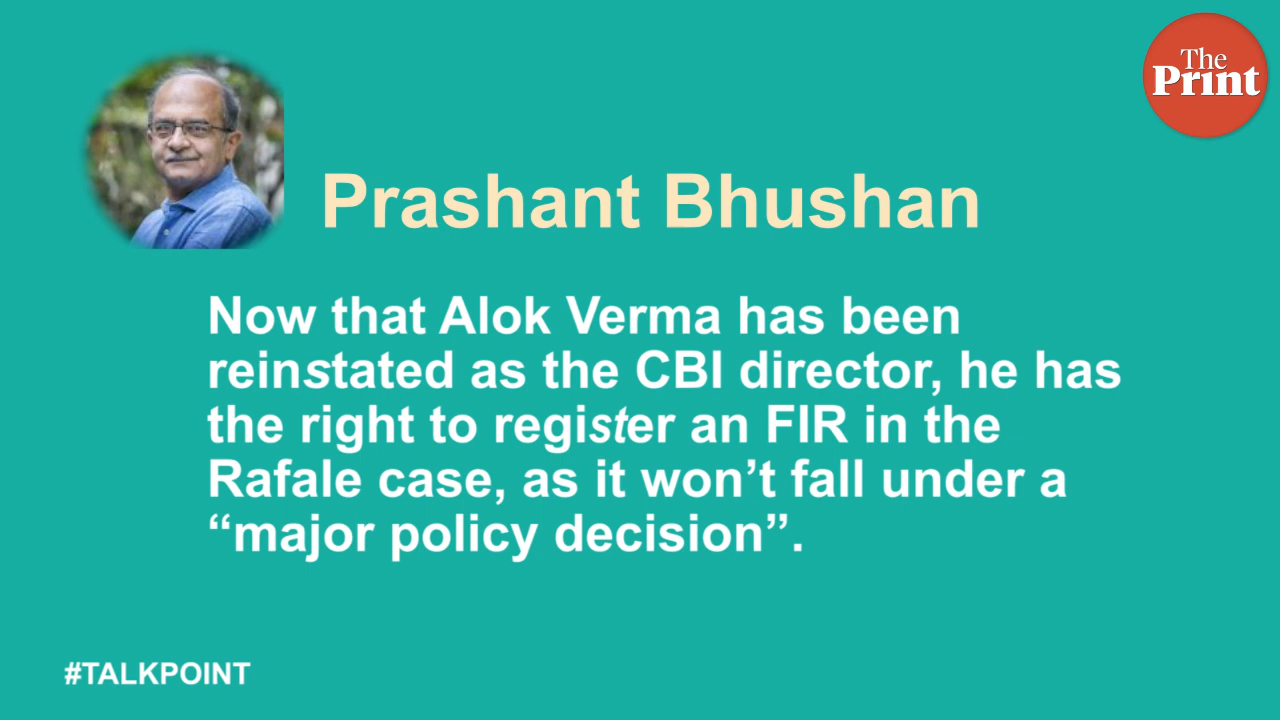 The
Print
Prashant Bhushan
Now that Alok Verma has been
reinstated as the CBI director, he has
the right to register an FIR in the
Rafale case, as it won’t fall under a
“major policy decision”.
#TALKPOINT